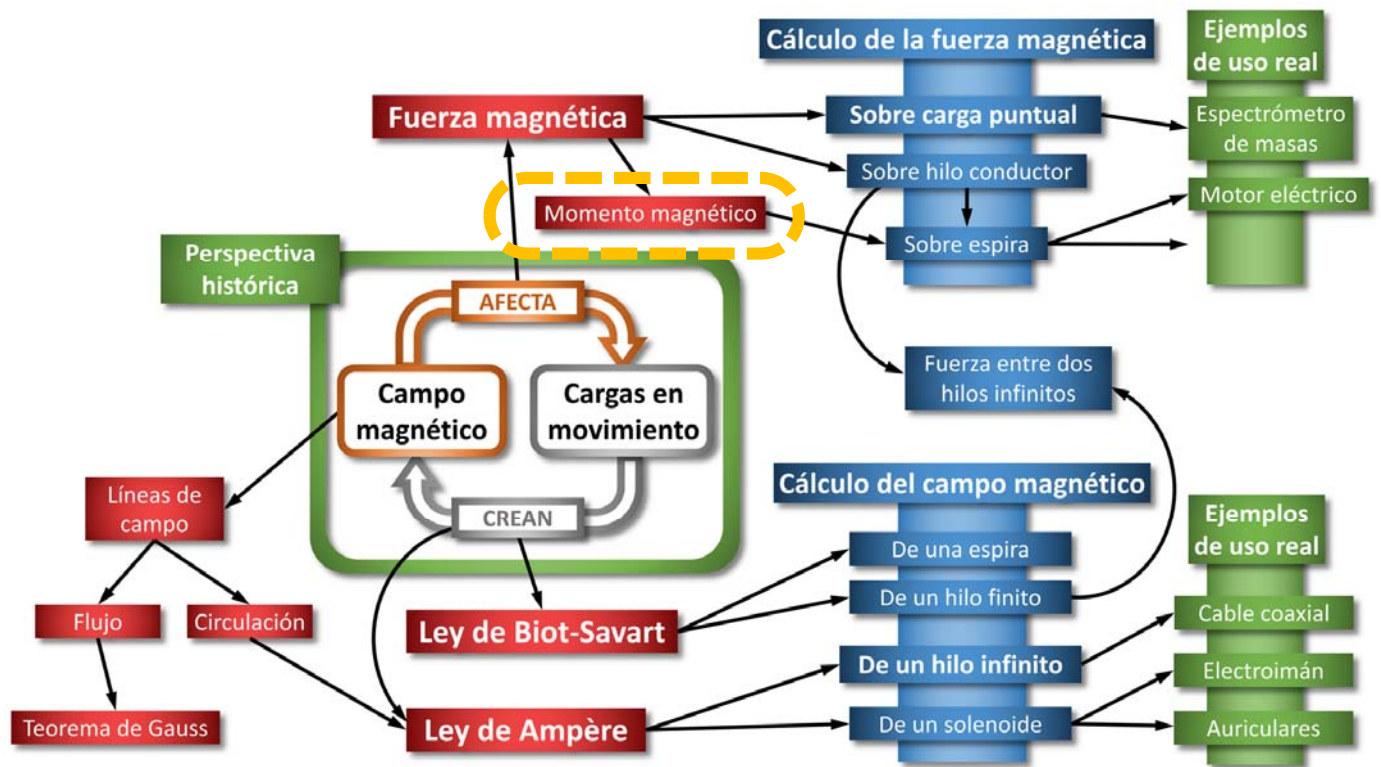 Cálculo de la fuerza magnética
Ejemplos
de uso real
Fuerza magnética
Sobre carga puntual
Espectrómetro
de masas
Sobre hilo conductor
Momento magnético
Motor eléctrico
Sobre espira
Perspectiva
histórica
AFECTA
Campo
magnético
Cargas en
movimiento
Fuerza entre dos
hilos infinitos
CREAN
Líneas de
campo
Cálculo del campo magnético
Ejemplos
de uso real
De una espira
De un hilo finito
Flujo
Circulación
Ley de Biot-Savart
Cable coaxial
De un hilo infinito
Electroimán
Teorema de Gauss
Ley de Ampère
De un solenoide
Auriculares